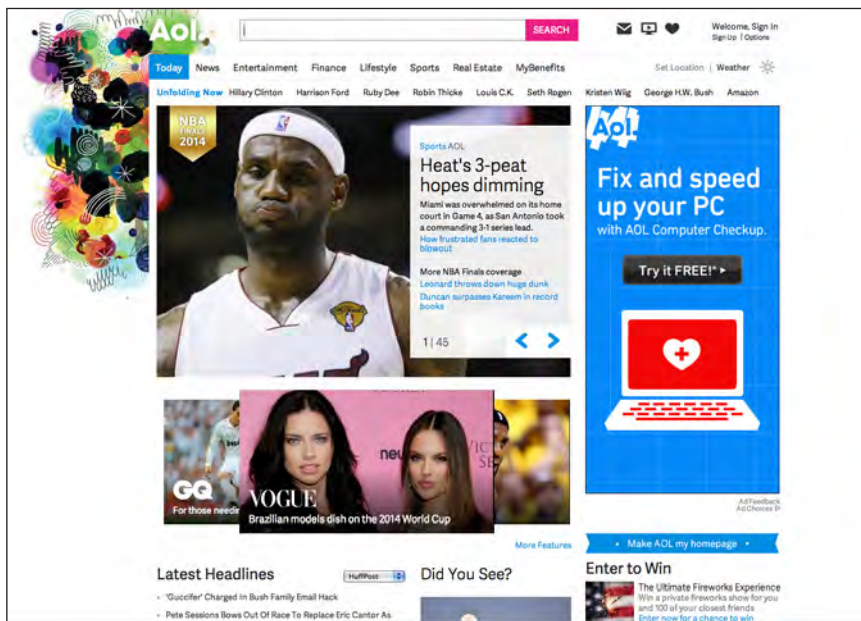 Aol.
SEARCH
Welcome, Sign In
Sign Up | Options
Today News Entertainment Finance Lifestyle Sports Real Estate MyBenefits
Set Location | Weather
Unfolding Now Hillary Clinton Harrison Ford Ruby Dee Robin Thicke Louis C.K. Seth Rogen Kristen Wiig George H.W. Bush Amazon
NBA
FINALS
2014
Sports AOL
Heat's 3-peat
hopes dimming
Miami was overwhelmed on its home
court in Game 4, as San Antonio took
a commanding 3-1 series lead.
How frustrated fans reacted to
blowout
More NBA Finals coverage
Leonard throws down huge dunk
Duncan surpasses Kareem in record
books
1 | 45
Aol.
Fix and speed
up your PC
with AOL Computer Checkup.
Try it FREE!*
GQ
For those needin
VOGUE
Brazilian models dish on the 2014 World Cup
Ad Feedback
Ad Choices
More Features
• Make AOL my homepage •
Latest Headlines
HuffPost
Did You See?
Enter to Win
• 'Guccifer' Charged In Bush Family Email Hack
• Pete Sessions Bows Out Of Race To Replace Eric Cantor As
The Ultimate Fireworks Experience
Win a private fireworks show for you
and 100 of your closest friends
Enter now for a chance to win